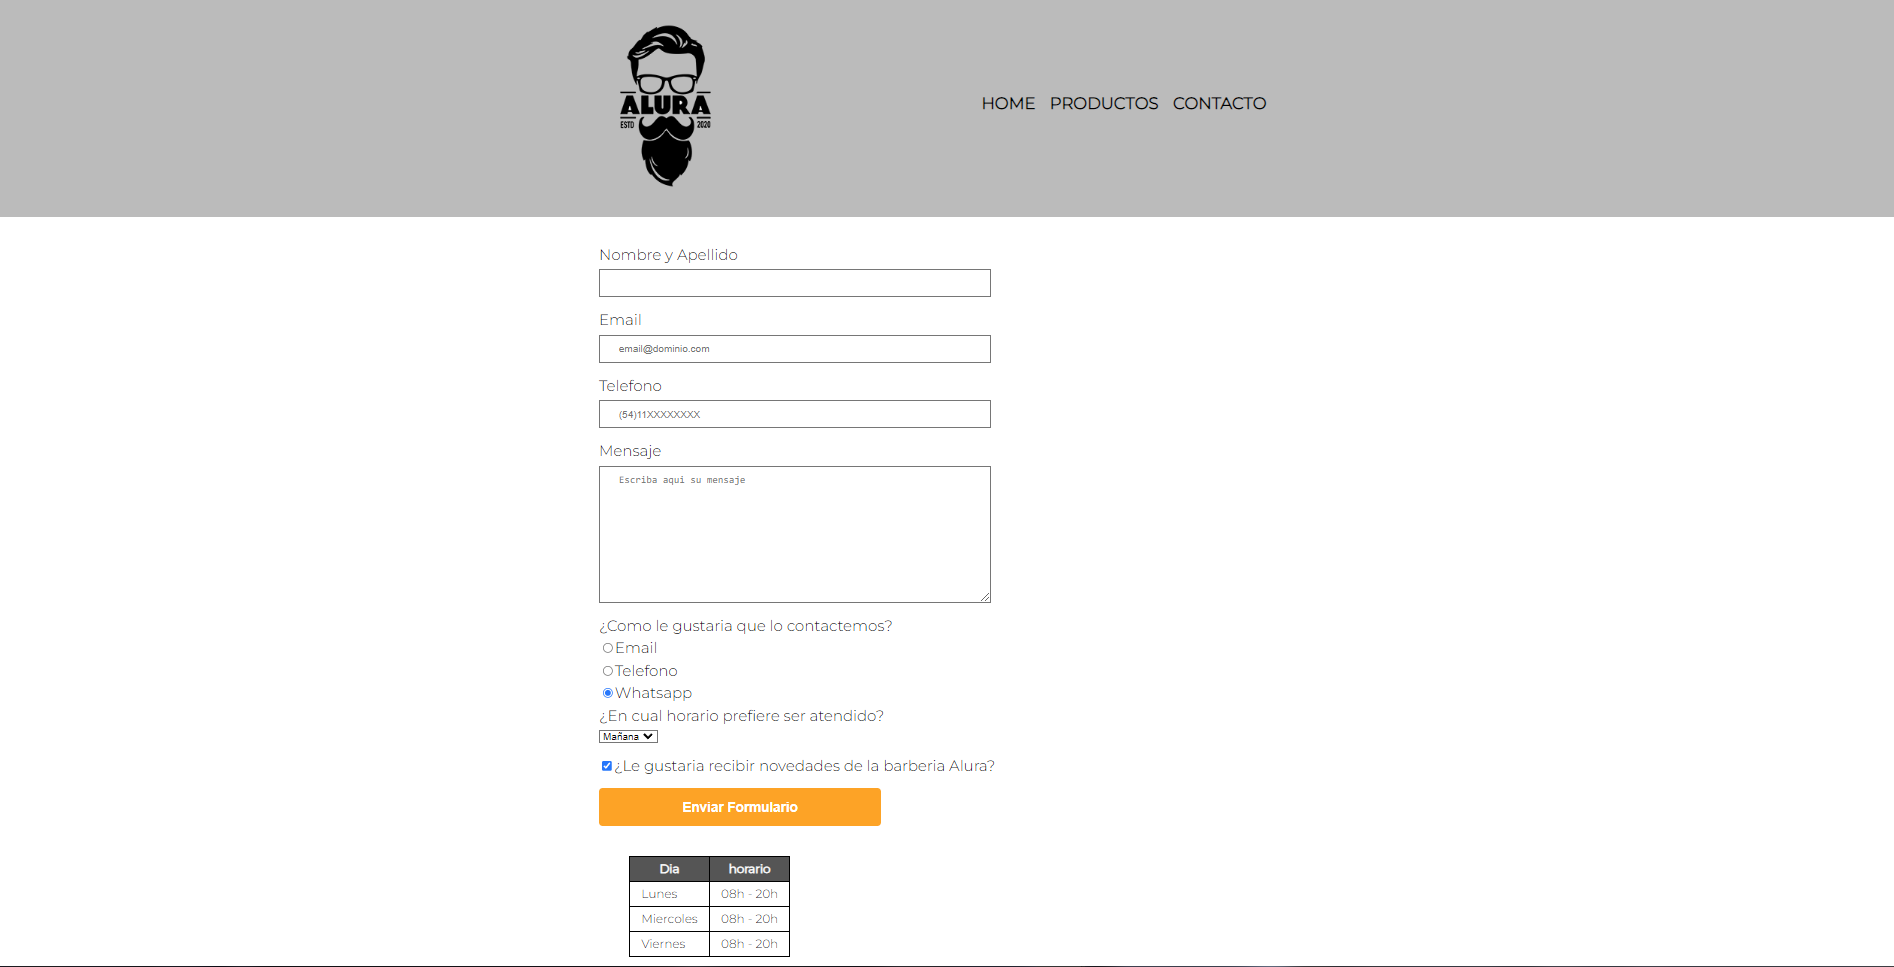 ALURA
ESTD 2020
HOME PRODUCTOS CONTACTO
Nombre y Apellido
Email
email@dominio.com
Telefono
(54)11XXXXXXXX
Mensaje
Escriba aqui su mensaje
¿Como le gustaria que lo contactemos?
Email
Telefono
Whatsapp
¿En cual horario prefiere ser atendido?
Mañana
¿Le gustaria recibir novedades de la barberia Alura?
Enviar Formulario
Dia horario
Lunes 08h - 20h
Miercoles 08h - 20h
Viernes 08h - 20h